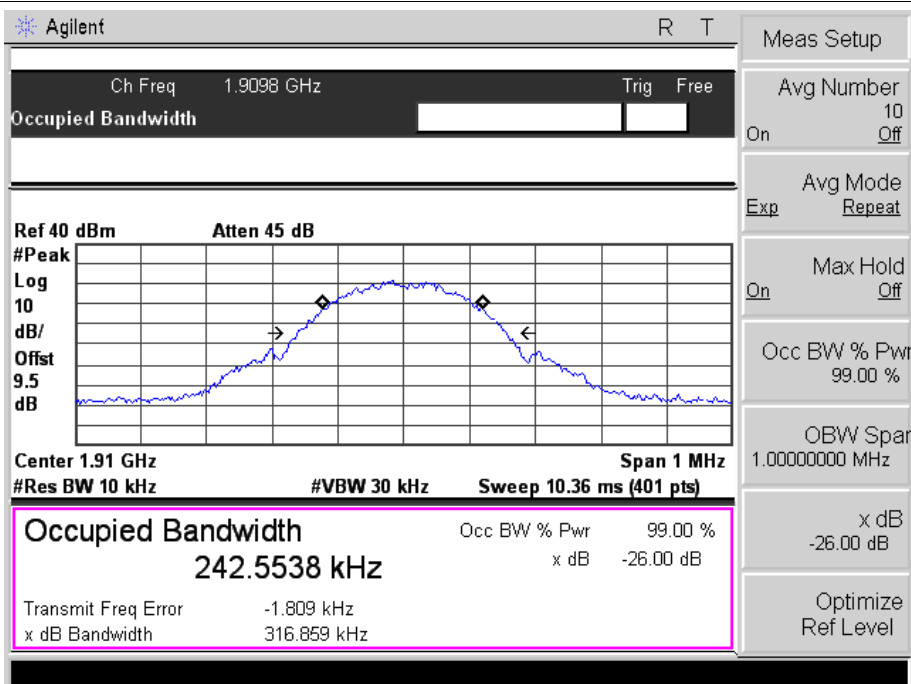 Agilent R T
Ch Freq 1.9098 GHz Trig Free
Occupied Bandwidth
Ref 40 dBm Atten 45 dB
#Peak
Log
10
dB/
Offst
9.5
dB
Center 1.91 GHz Span 1 MHz
#Res BW 10 kHz #VBW 30 kHz Sweep 10.36 ms (401 pts)
Occupied Bandwidth
242.5538 kHz
Occ BW % Pwr 99.00 %
x dB -26.00 dB
Transmit Freq Error -1.809 kHz
x dB Bandwidth 316.859 kHz
Meas Setup
Avg Number
10
On Off
Avg Mode
Exp Repeat
Max Hold
On Off
Occ BW % Pwr
99.00 %
OBW Span
1.00000000 MHz
x dB
-26.00 dB
Optimize
Ref Level